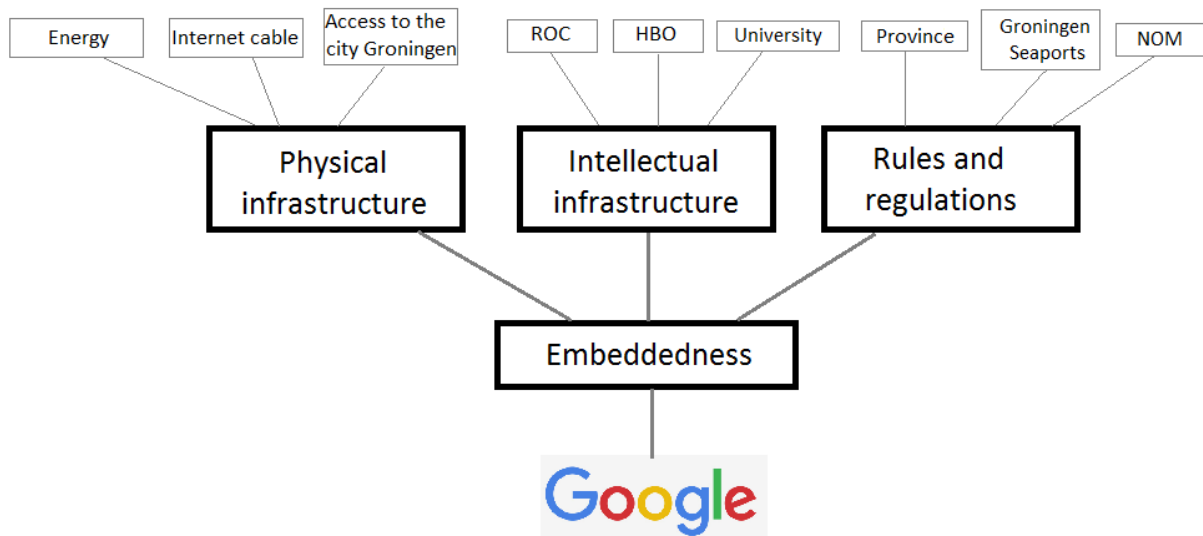 Energy
Internet cable
Access to the
city Groningen
ROC
HBO
University
Province
Groningen
Seaports
NOM
Physical
infrastructure
Intellectual
infrastructure
Rules and
regulations
Embeddedness
Google